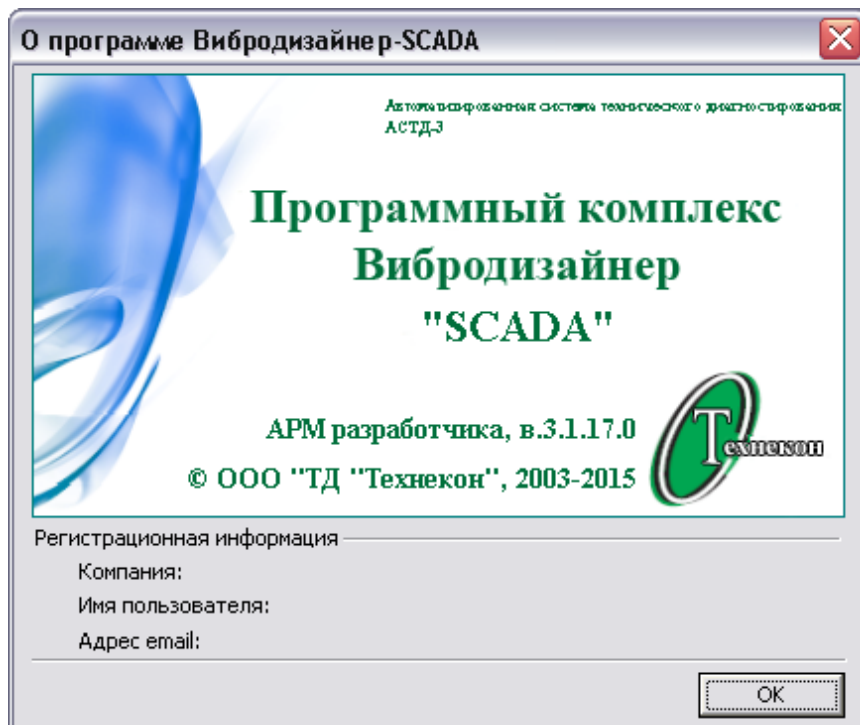 О программе Вибродизайнер-SCADA
Автоматизированная система технического диагностирования
АСТД-3
Программный комплекс
Вибродизайнер
"SCADA"
АРМ разработчика, в.3.1.17.0
© ООО "ТД "Технекон", 2003-2015
Технекон
Регистрационная информация
Компания:
Имя пользователя:
Адрес email:
OK